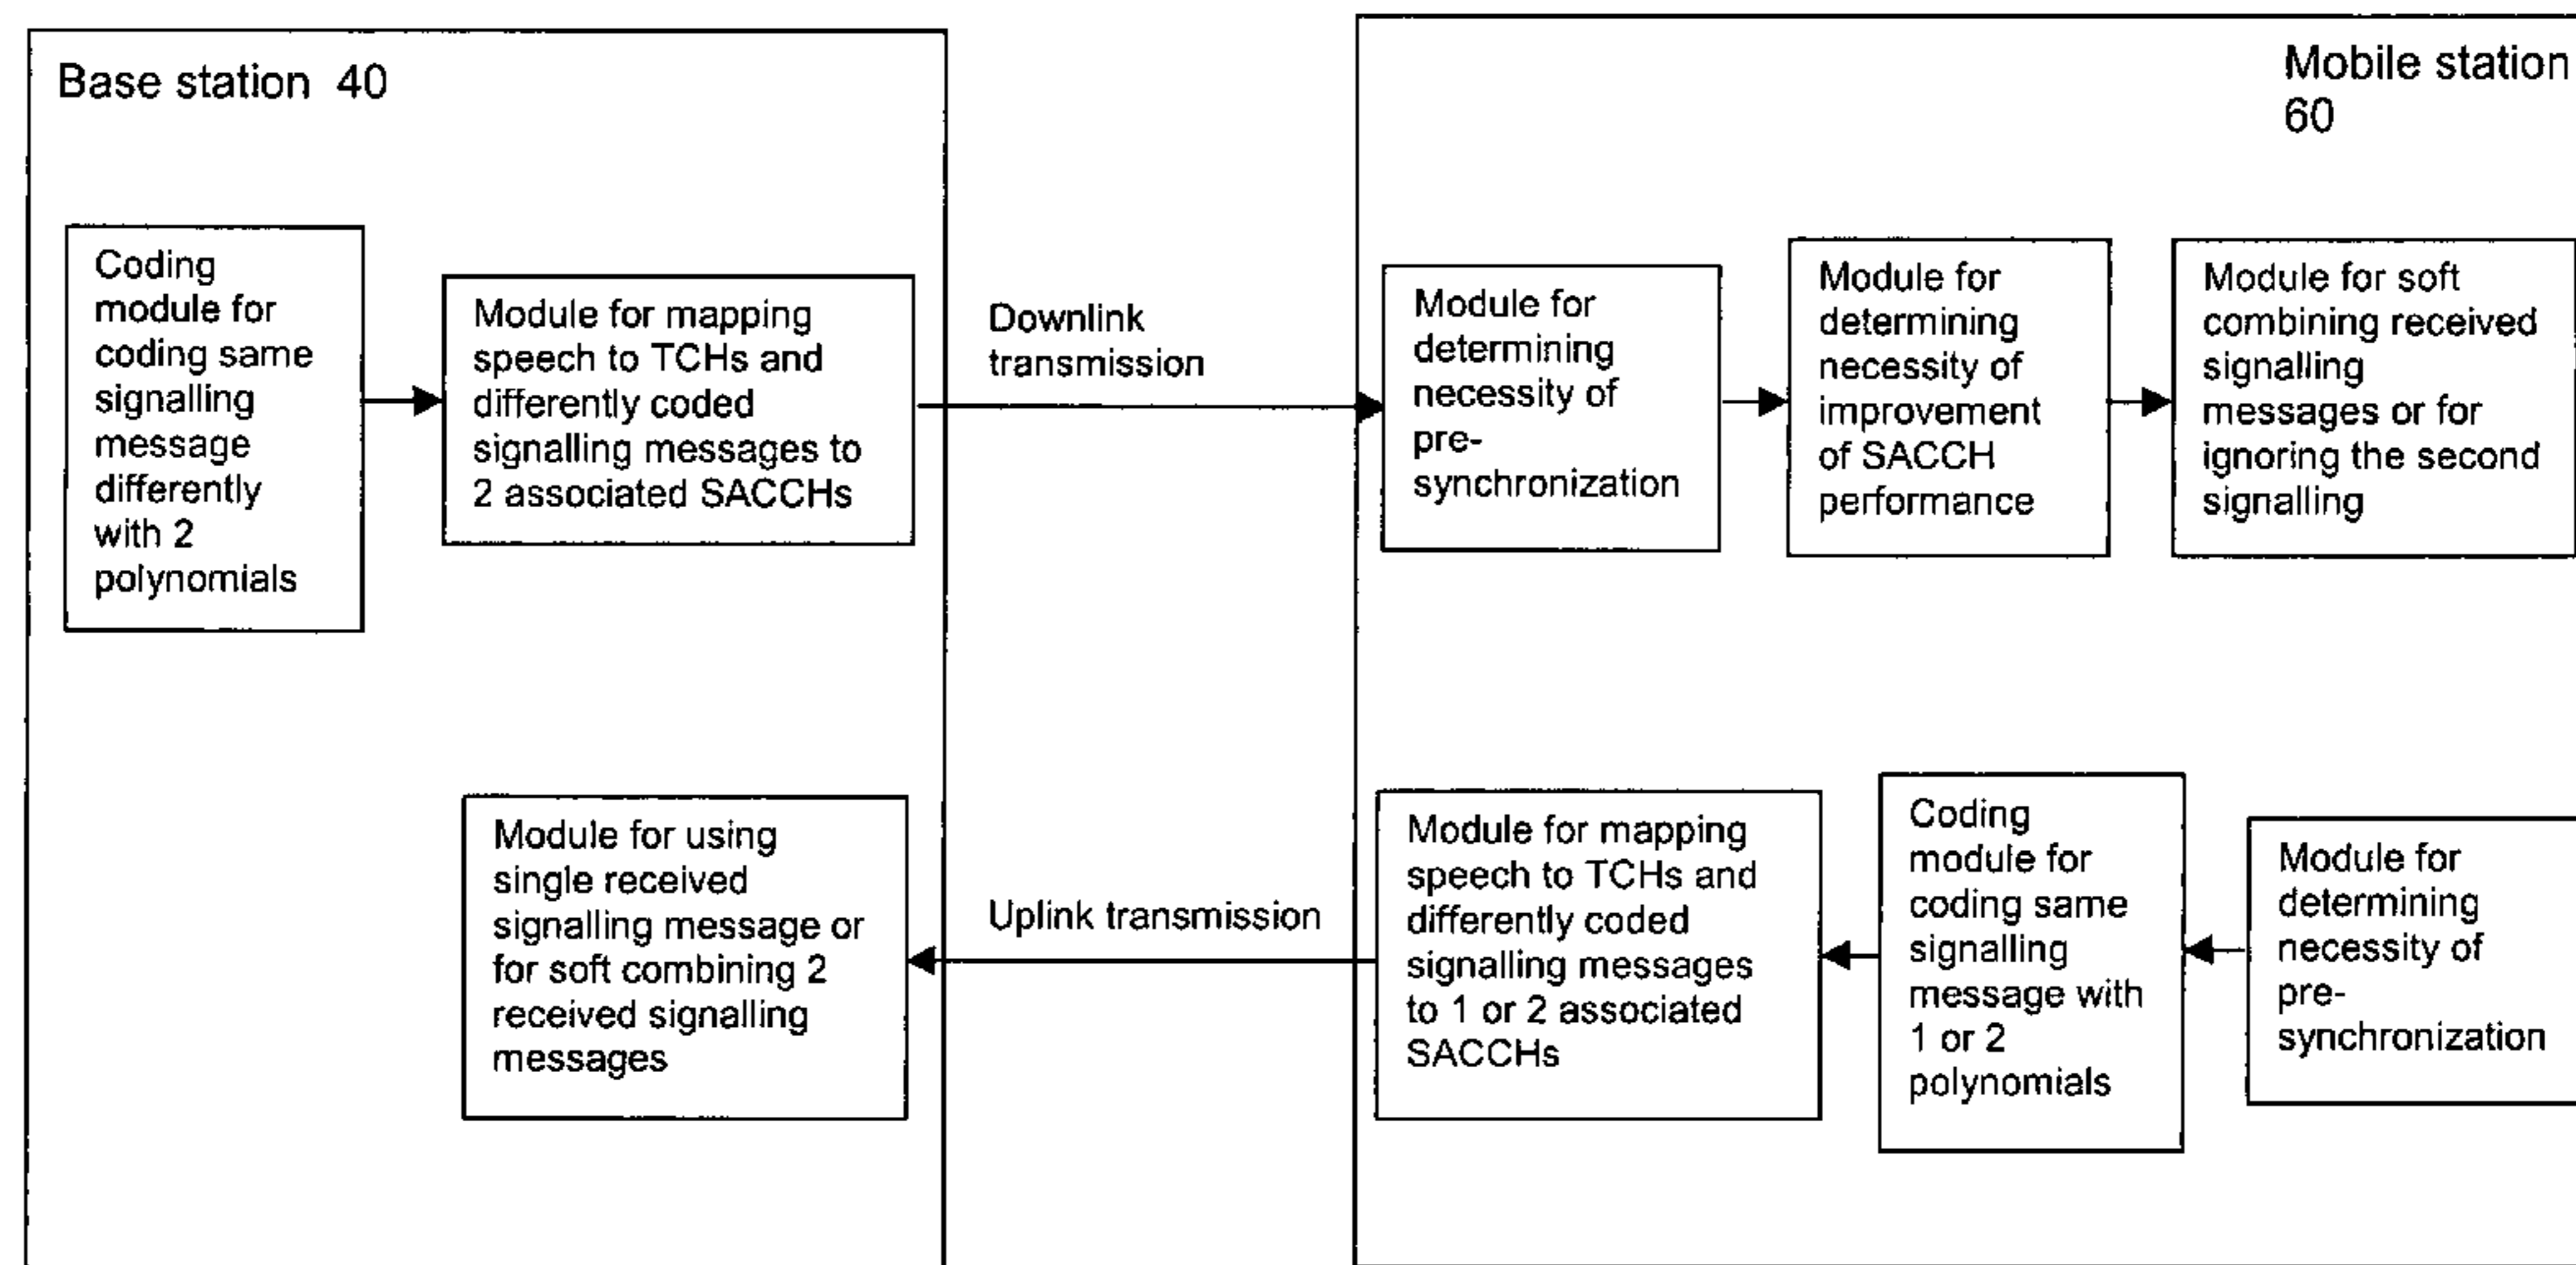 Base station 40
Mobile station
60
Coding
module for
coding same
signalling
message
differently
with 2
polynomials
Module for mapping
speech to TCHs and
differently coded
signalling messages to
2 associated SACCHs
Downlink
transmission
Module for
determining
necessity of
pre-
synchronization
Module for
determining
necessity of
improvement
of SACCH
performance
Module for soft
combining received
signalling
messages or for
ignoring the second
signalling
Module for using
single received
signalling message or
for soft combining 2
received signalling
messages
Uplink transmission
Module for mapping
speech to TCHs and
differently coded
signalling messages
to 1 or 2 associated
SACCHs
Coding
module for
coding same
signalling
message with
1 or 2
polynomials
Module for
determining
necessity of
pre-
synchronization